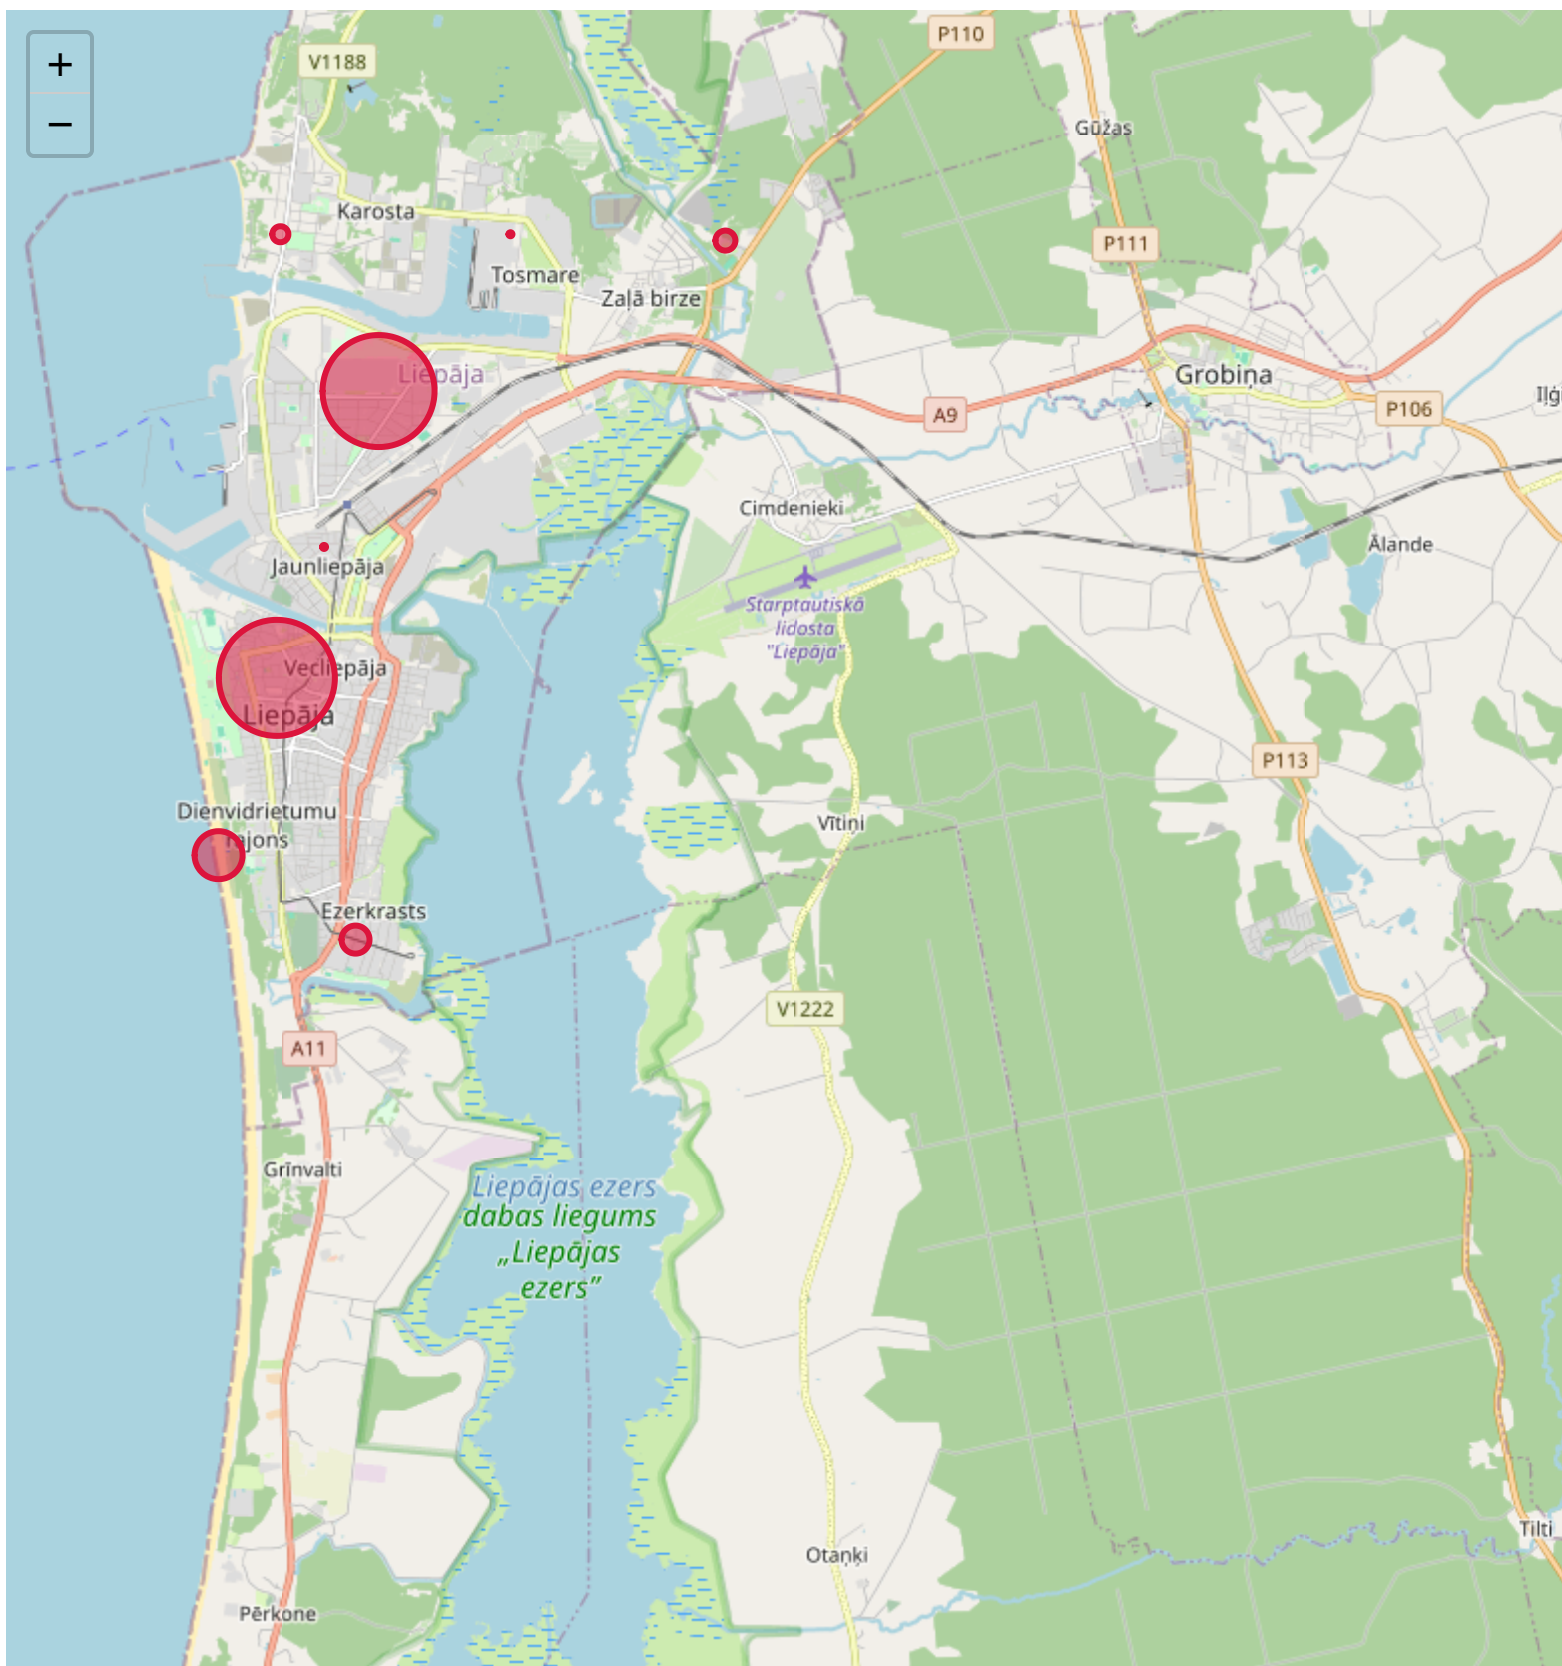 +
−
V1188
P110
Gūžas
Karosta
P111
Tosmare
Zaļā birze
Liepāja
Grobiņa
A9
P106
Cimdenieki
Ālande
Jaunliepāja
Starptautiskā
lidosta
"Liepāja"
Vecliepāja
Liepāja
P113
Dienvidrietumu
rajons
Vītiņi
Ezerkrasts
V1222
A11
Grīnvalti
Liepājas ezers
dabas liegums
„Liepājas
ezers”
Tilti
Otaņķi
Pērkone